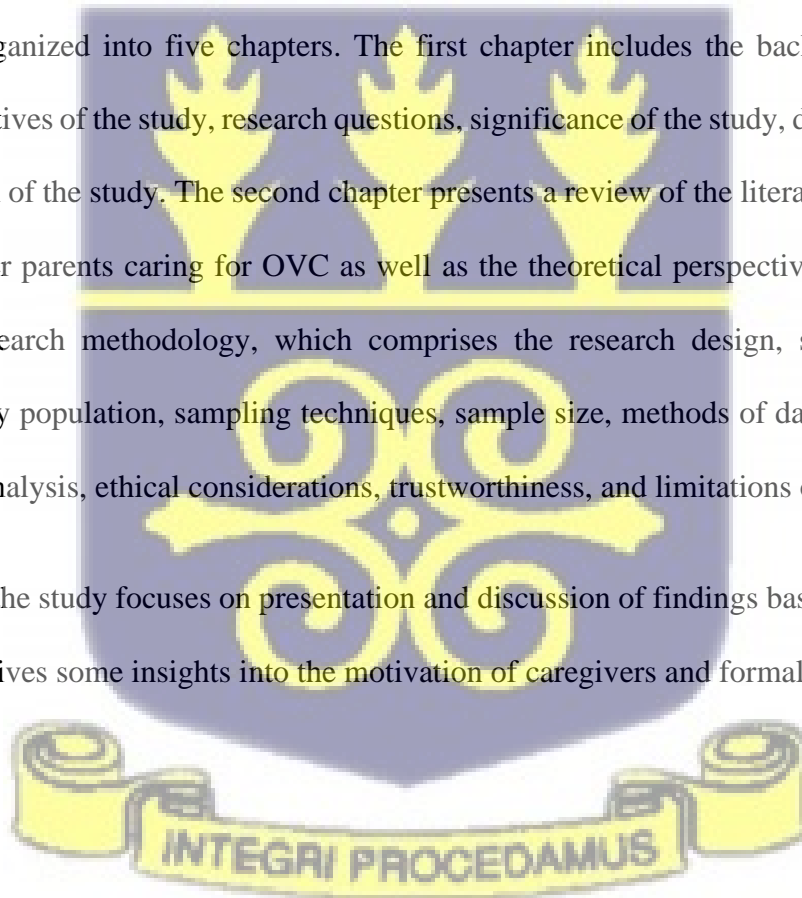 ganized into five chapters. The first chapter includes the bac
tives of the study, research questions, significance of the study, d
of the study. The second chapter presents a review of the litera
r parents caring for OVC as well as the theoretical perspectiv
earch methodology, which comprises the research design, s
y population, sampling techniques, sample size, methods of da
nalysis, ethical considerations, trustworthiness, and limitations
he study focuses on presentation and discussion of findings bas
ives some insights into the motivation of caregivers and formal
INTEGRI PROCEDAMUS